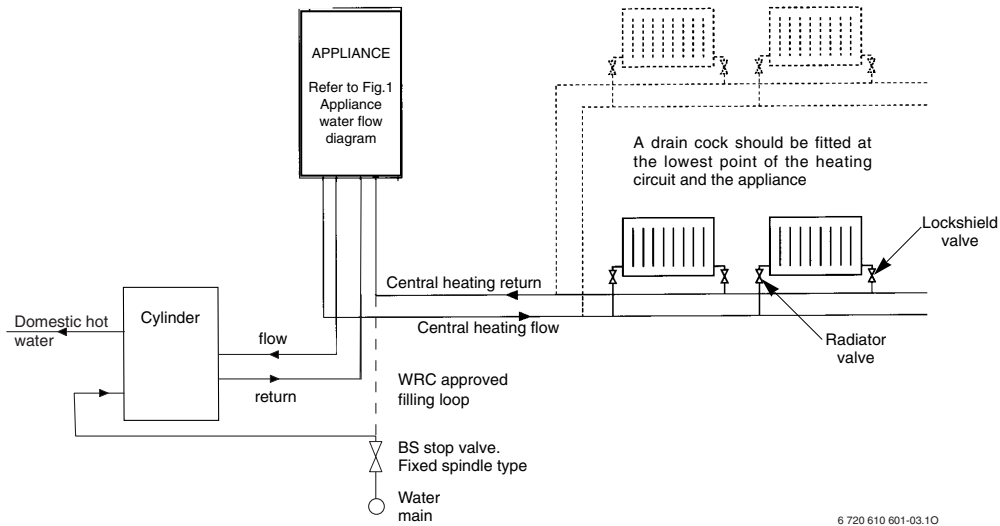 APPLIANCE
Refer to Fig.1
Appliance
water flow
diagram
A drain cock should be fitted at
the lowest point of the heating
circuit and the appliance
Lockshield
valve
Central heating return
Central heating flow
Radiator
valve
Cylinder
Domestic hot
water
flow
return
WRC approved
filling loop
BS stop valve.
Fixed spindle type
Water
main
6 720 610 601-03.1O